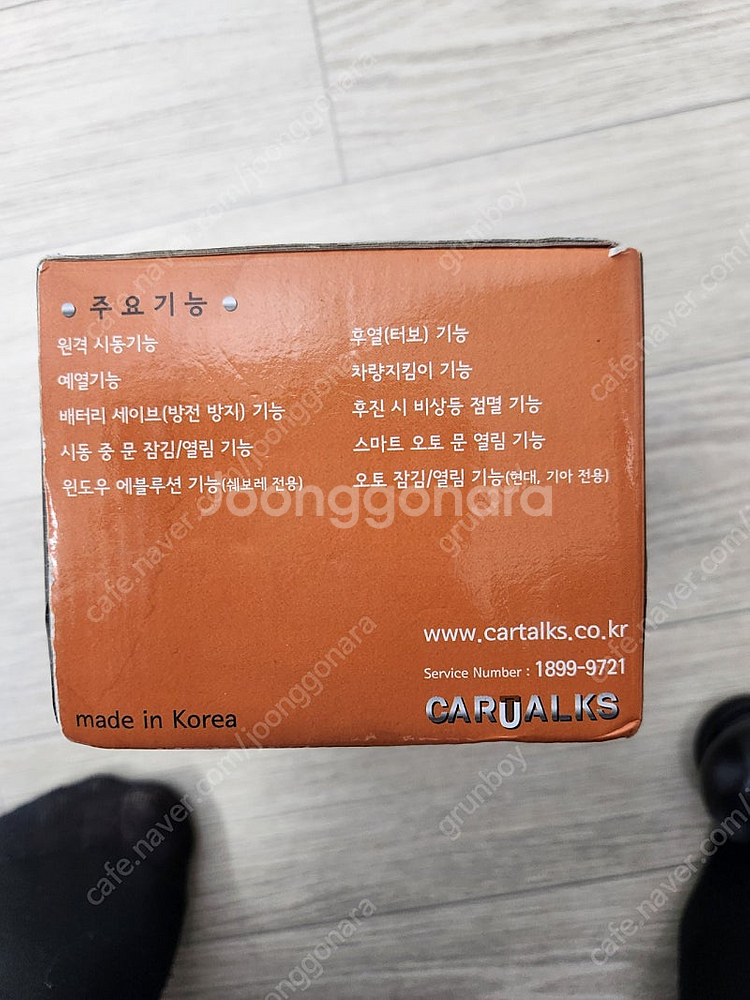 주요기능
원격 시동기능
예열기능
배터리 세이브(방전 방지) 기능
시동 중 문 잠김/열림 기능
윈도우 에블루션 기능(쉐보레 전용)
후열(터보) 기능
차량지킴이 기능
후진 시 비상등 점멸 기능
스마트 오토 문 열림 기능
오토 잠김/열림 기능(현대, 기아 전용)
www.cartalks.co.kr
Service Number : 1899-9721
CARTALKS
made in Korea
Joonggonara
cafe.naver.com/joonggonara
grunboy